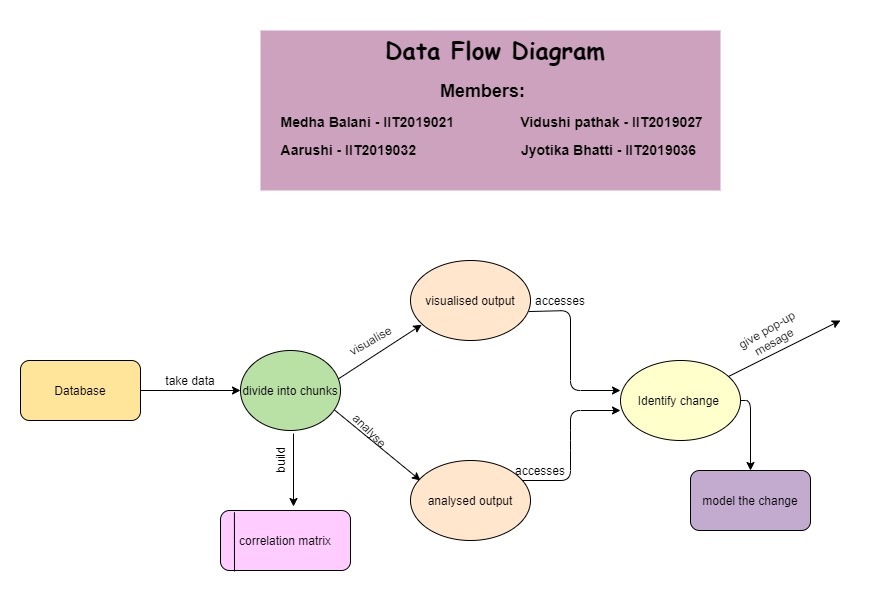 Data Flow Diagram
Members:
Medha Balani - IIT2019021
Vidushi pathak - IIT2019027
Aarushi - IIT2019032
Jyotika Bhatti - IIT2019036
visualised output
accesses
give pop-up
mesage
visualise
take data
Database
divide into chunks
Identify change
analyse
build
accesses
analysed output
model the change
correlation matrix